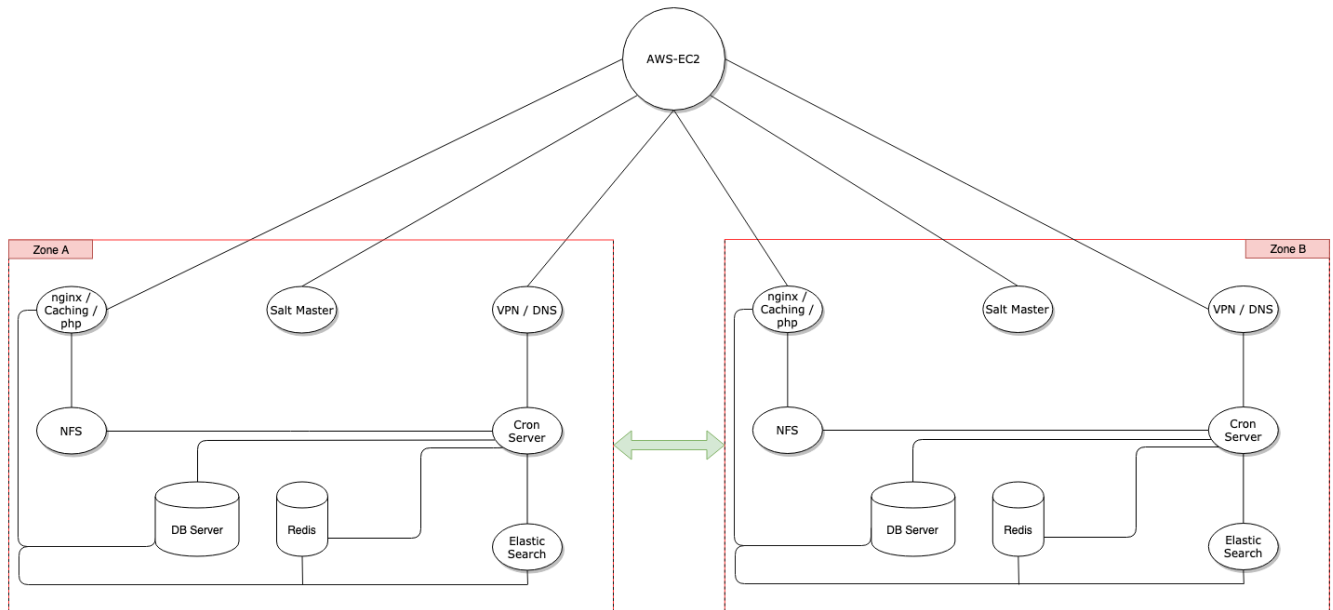 AWS-EC2
Zone A
Zone B
nginx /
Caching /
php
Salt Master
VPN / DNS
nginx /
Caching /
php
Salt Master
VPN / DNS
NFS
Cron
Server
NFS
Cron
Server
DB Server
Redis
Elastic
Search
DB Server
Redis
Elastic
Search